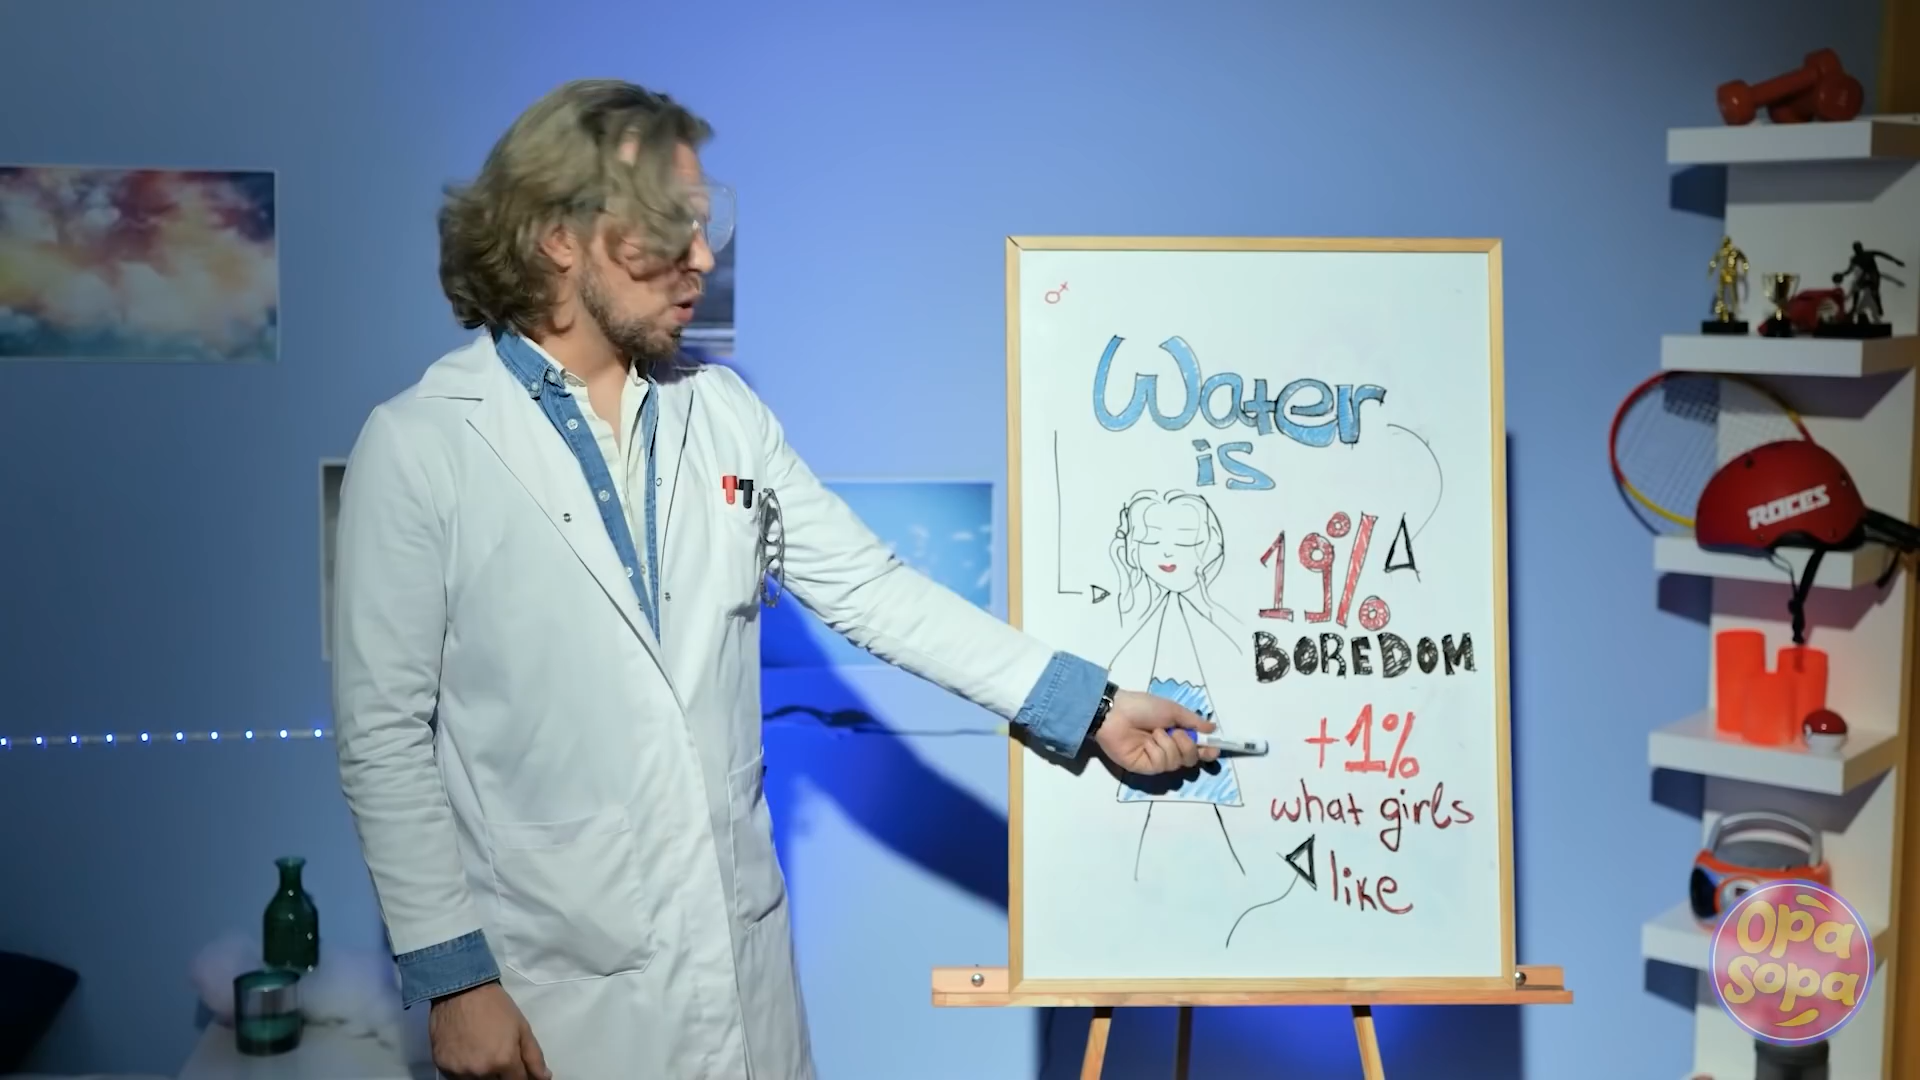 Water
is
19%
BOREDOM
+1%
what girls
like
ROCES
Opa
Sopa